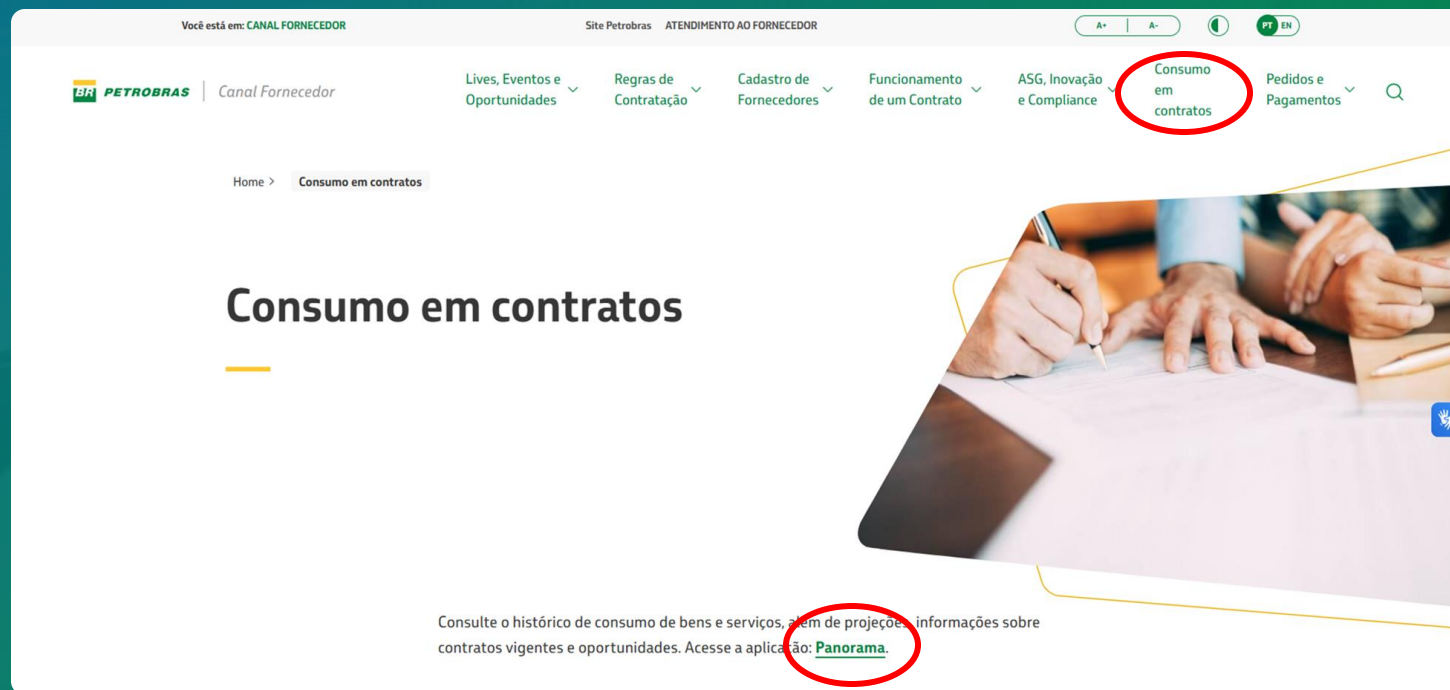 Você está em: CANAL FORNECEDOR
Site Petrobras ATENDIMENTO AO FORNECEDOR
A+ | A-
PT EN
BR PETROBRAS | Canal Fornecedor
Lives, Eventos e
Oportunidades
Regras de
Contratação
Cadastro de
Fornecedores
Funcionamento
de um Contrato
ASG, Inovação
e Compliance
Consumo
em
contratos
Pedidos e
Pagamentos
Home > Consumo em contratos
Consumo em contratos
Consulte o histórico de consumo de bens e serviços, além de projeções, informações sobre
contratos vigentes e oportunidades. Acesse a aplicação: Panorama.